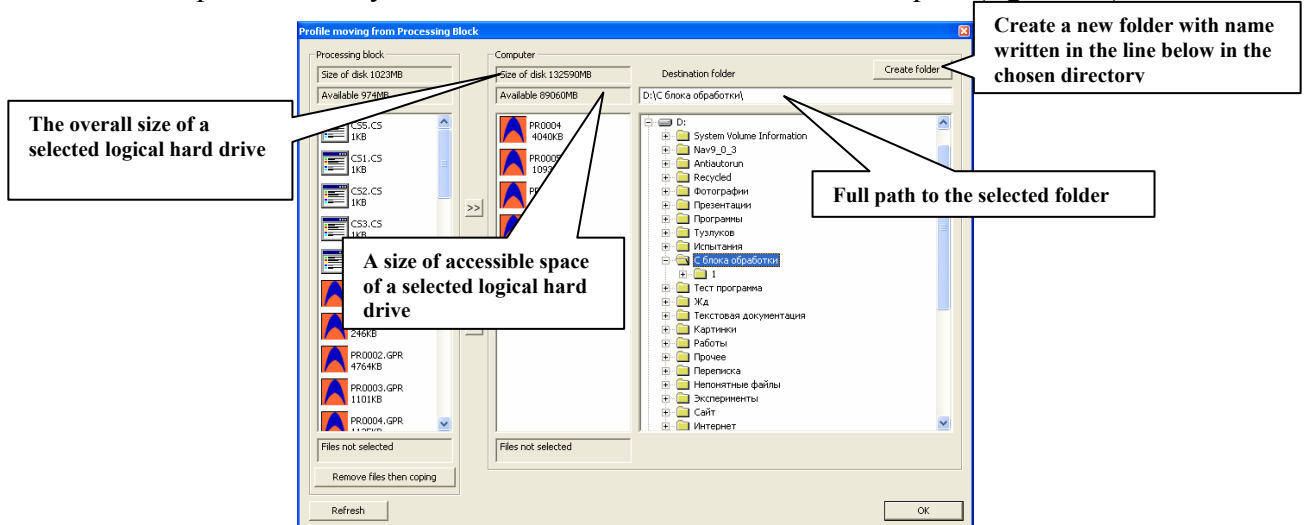 Create a new folder with name
written in the line below in the
chosen directory
Profile moving from Processing Block
Processing block
Computer
Size of disk 1023MB
Size of disk 132590MB
Destination folder
Create folder
Available 974MB
Available 89060MB
D:\С блока обработки\
The overall size of a
selected logical hard drive
CS5.CS
1KB
CS1.CS
1KB
CS2.CS
1KB
CS3.CS
1KB
246KB
PR0002.GPR
4764KB
PR0003.GPR
1101KB
PR0004.GPR
>>
PR0004
4040KB
PR0005
D:
System Volume Information
Nav9_0_3
Antiautorun
Recycled
Фотографии
Презентации
Программы
Тузлуков
Испытания
С блока обработки
1
Тест программа
Жд
Текстовая документация
Картинки
Работы
Прочее
Переписка
Непонятные файлы
Эксперименты
Сайт
Интернет
Full path to the selected folder
A size of accessible space
of a selected logical hard
drive
Files not selected
Files not selected
Remove files then coping
Refresh
OK